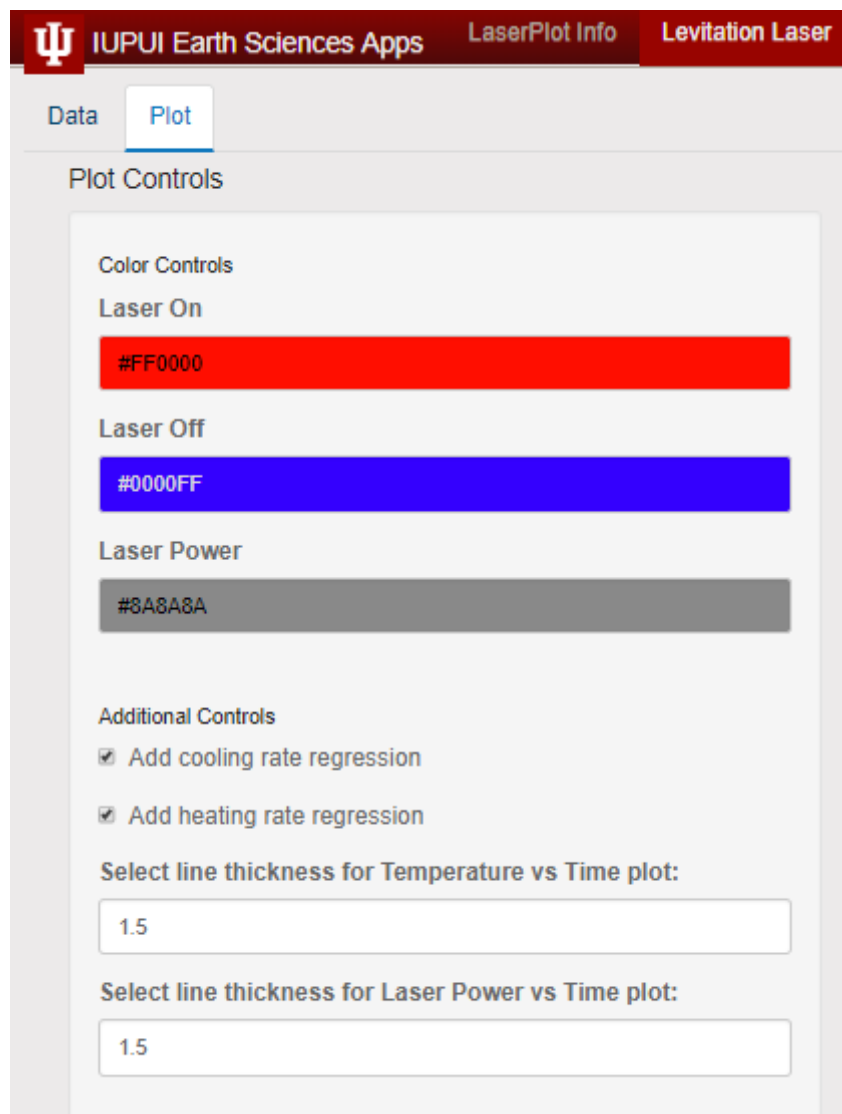 IUPUI Earth Sciences Apps LaserPlot Info Levitation Laser
Data Plot
Plot Controls
Color Controls
Laser On
#FF0000
Laser Off
#0000FF
Laser Power
#8A8A8A
Additional Controls
Add cooling rate regression
Add heating rate regression
Select line thickness for Temperature vs Time plot:
1.5
Select line thickness for Laser Power vs Time plot:
1.5